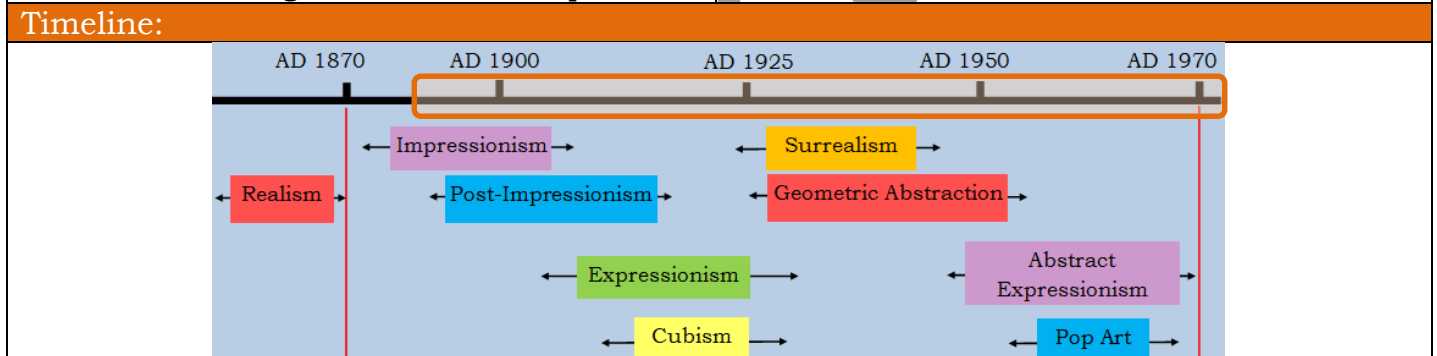 Timeline:
AD 1870 AD 1900 AD 1925 AD 1950 AD 1970
Impressionism Surrealism
Realism Post-Impressionism Geometric Abstraction
Expressionism Abstract
Expressionism
Cubism Pop Art